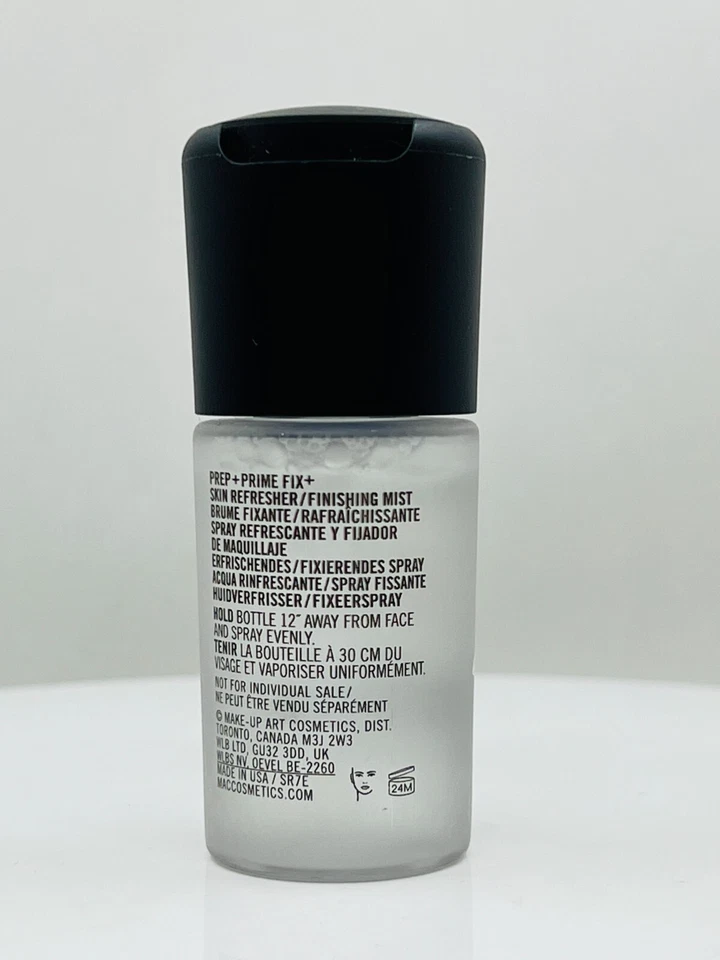 PREP+PRIME FIX+
SKIN REFRESHER/FINISHING MIST
BRUME FIXANTE/RAFRAÎCHISSANTE
SPRAY REFRESCANTE Y FIJADOR
DE MAQUILLAJE
ERFRISCHENDES/FIXIERENDES SPRAY
ACQUA RINFRESCANTE/SPRAY FISSANTE
HUIDVERFRISSER/FIXEERSPRAY
HOLD BOTTLE 12″ AWAY FROM FACE
AND SPRAY EVENLY.
TENIR LA BOUTEILLE À 30 CM DU
VISAGE ET VAPORISER UNIFORMÉMENT.
NOT FOR INDIVIDUAL SALE/
NE PEUT ÊTRE VENDU SÉPARÉMENT
© MAKE-UP ART COSMETICS, DIST.
TORONTO, CANADA M3J 2W3
WLB LTD, GU32 3DD, UK
WLBS NV, OEVEL BE-2260
MADE IN USA / SR7E
MACCOSMETICS.COM
24M